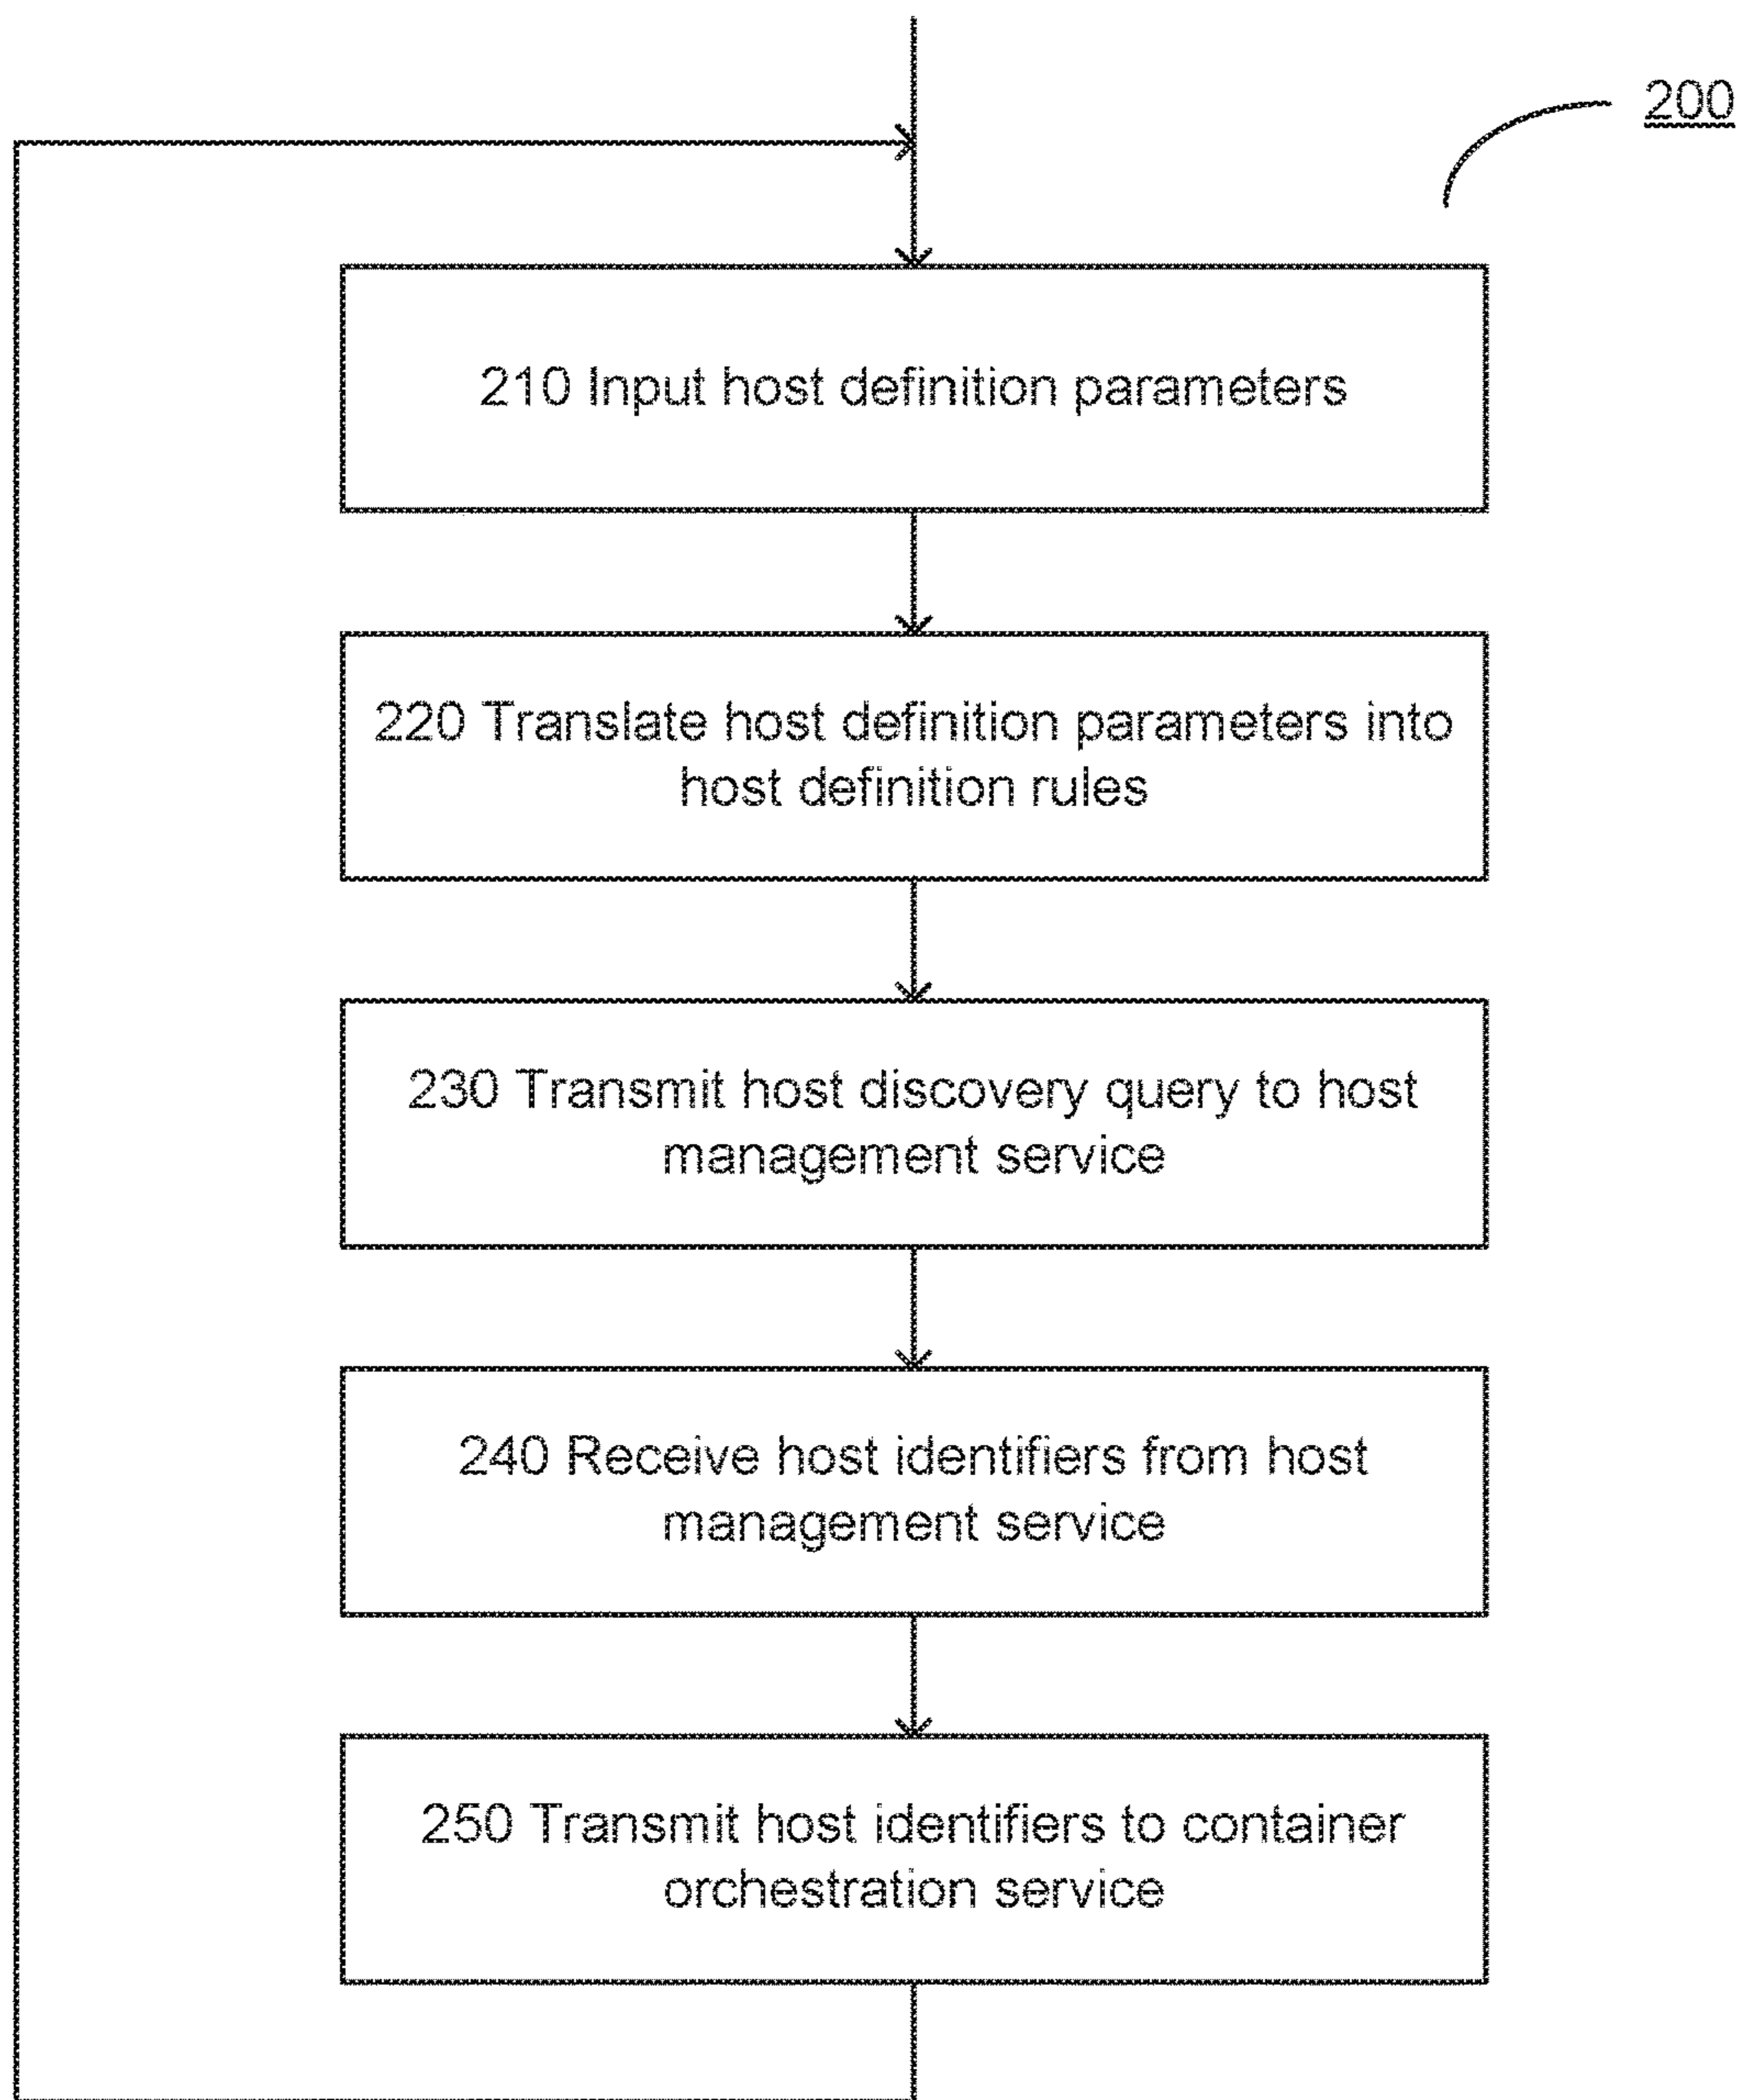 200
210 Input host definition parameters
220 Translate host definition parameters into
host definition rules
230 Transmit host discovery query to host
management service
240 Receive host identifiers from host
management service
250 Transmit host identifiers to container
orchestration service